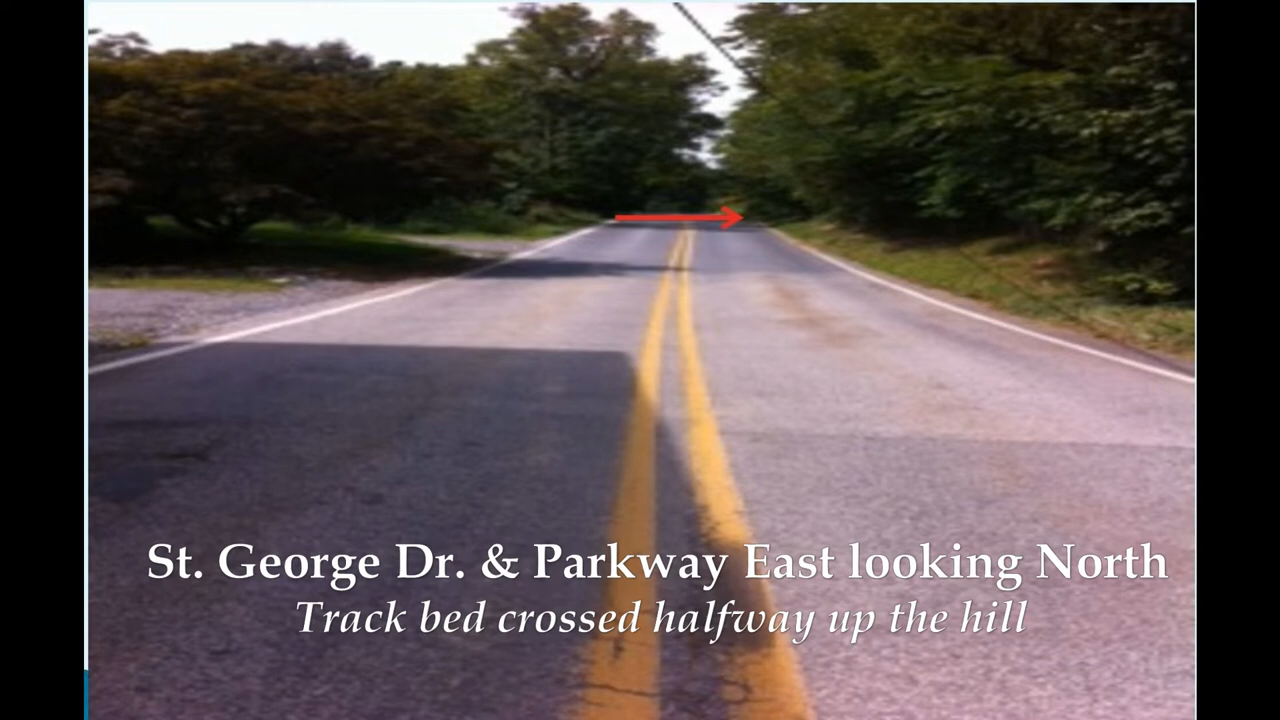 St. George Dr. & Parkway East looking North
Track bed crossed halfway up the hill